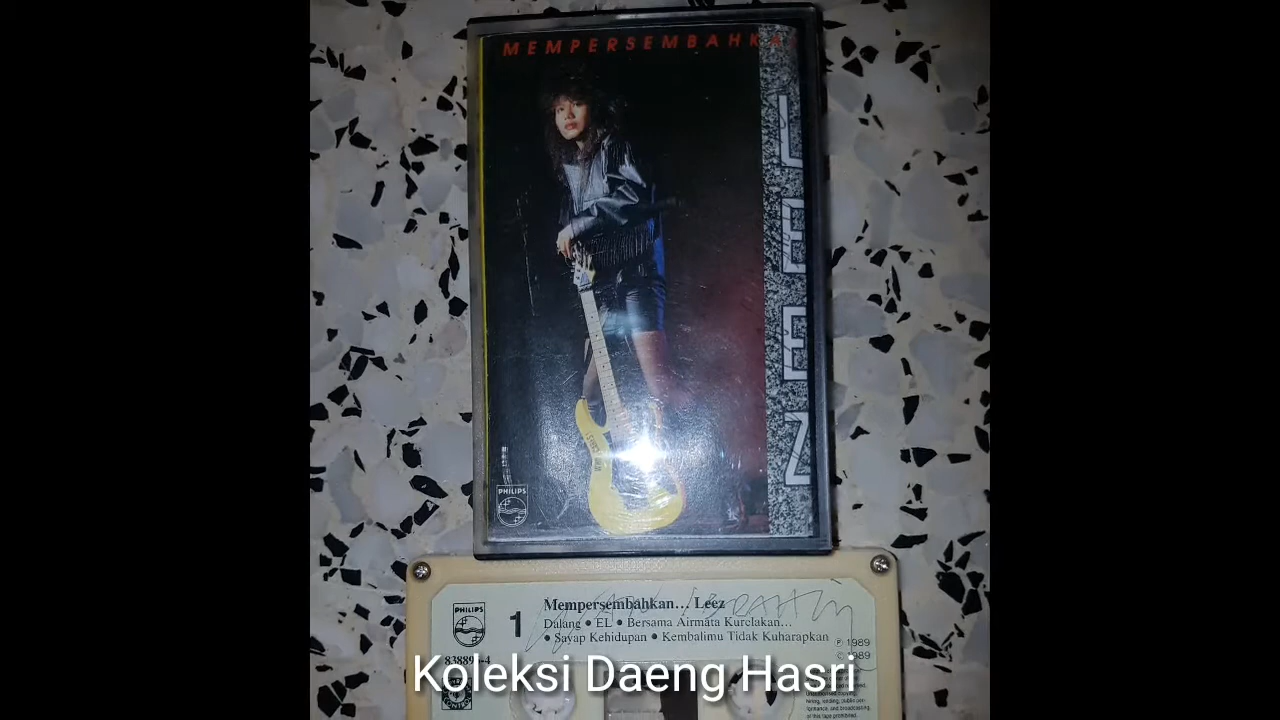 MEMPERSEMBAHKAN
LEEZ
PHILIPS
PHILIPS
1
Mempersembahkan... Leez
Dalang • EL • Bersama Airmata Kurelakan...
• Sayap Kehidupan • Kembalimu Tidak Kuharapkan
℗ 1989
© 1989
Koleksi Daeng Hasri